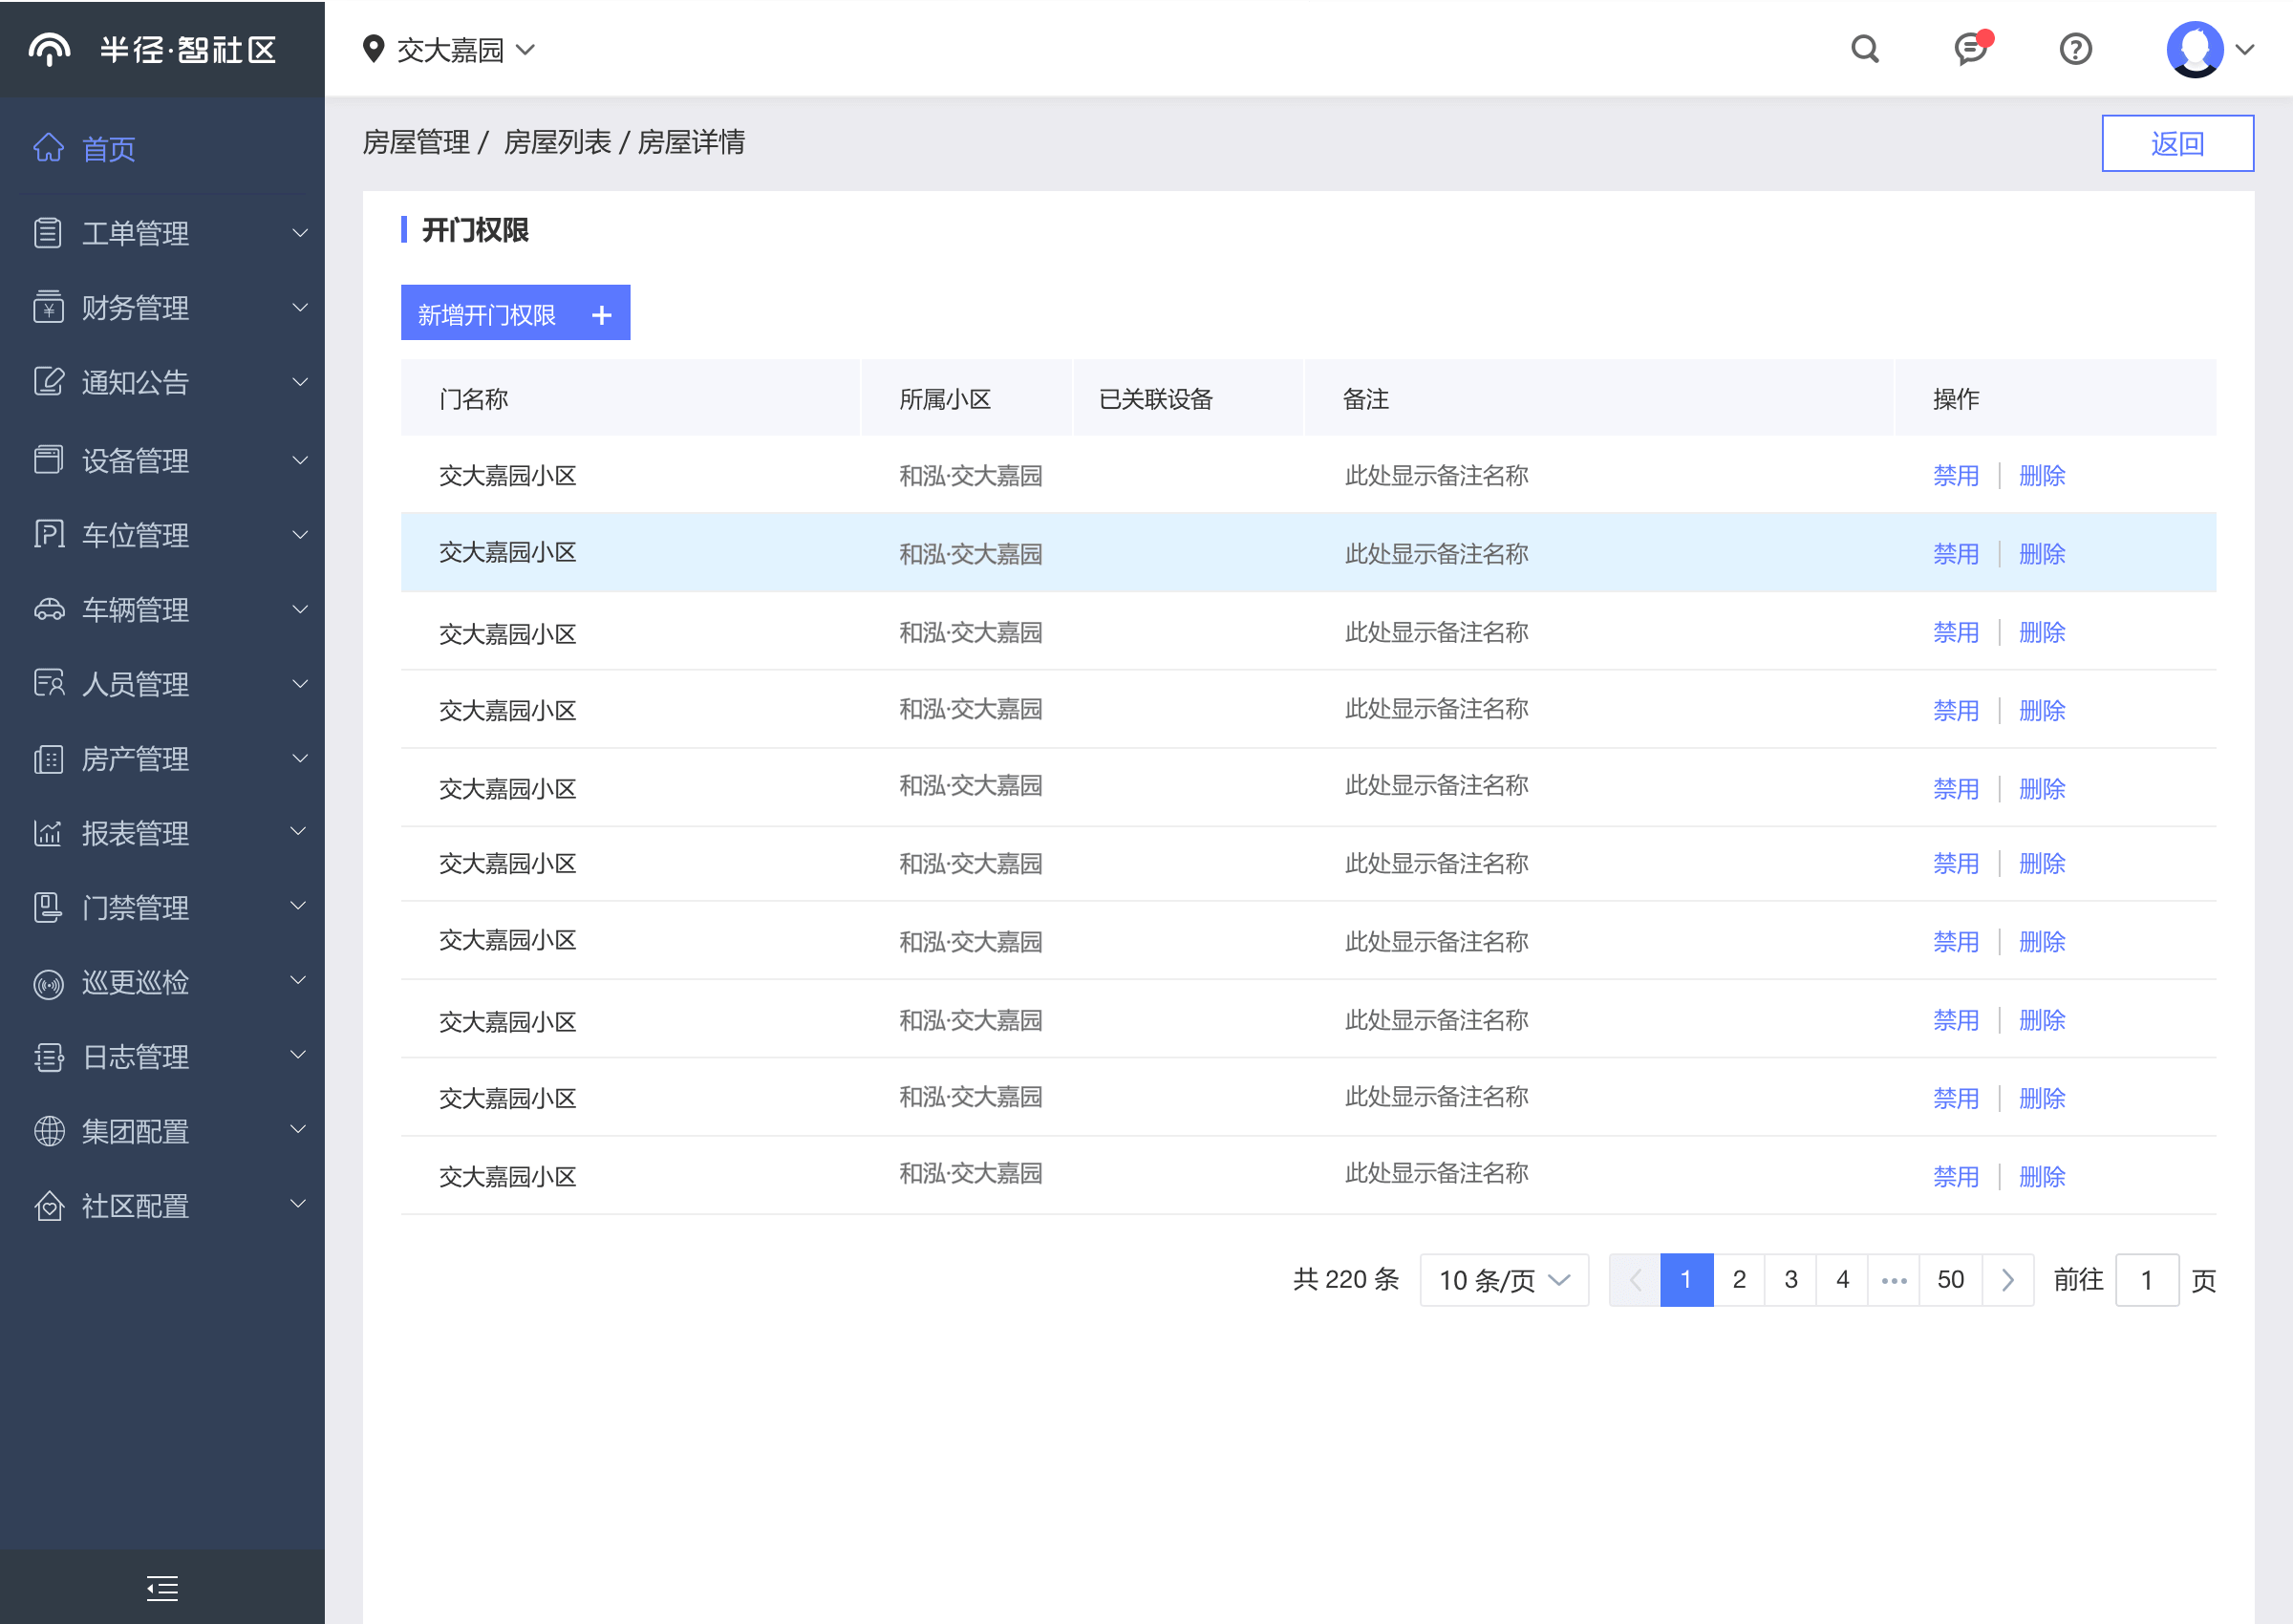 半径·智社区
交大嘉园
首页
工单管理
财务管理
通知公告
设备管理
车位管理
车辆管理
人员管理
房产管理
报表管理
门禁管理
巡更巡检
日志管理
集团配置
社区配置
房屋管理 / 房屋列表 / 房屋详情
返回
开门权限
新增开门权限 +
门名称 所属小区 已关联设备 备注 操作
交大嘉园小区 和泓·交大嘉园 此处显示备注名称 禁用 删除
交大嘉园小区 和泓·交大嘉园 此处显示备注名称 禁用 删除
交大嘉园小区 和泓·交大嘉园 此处显示备注名称 禁用 删除
交大嘉园小区 和泓·交大嘉园 此处显示备注名称 禁用 删除
交大嘉园小区 和泓·交大嘉园 此处显示备注名称 禁用 删除
交大嘉园小区 和泓·交大嘉园 此处显示备注名称 禁用 删除
交大嘉园小区 和泓·交大嘉园 此处显示备注名称 禁用 删除
交大嘉园小区 和泓·交大嘉园 此处显示备注名称 禁用 删除
交大嘉园小区 和泓·交大嘉园 此处显示备注名称 禁用 删除
交大嘉园小区 和泓·交大嘉园 此处显示备注名称 禁用 删除
共 220 条 10 条/页 1 2 3 4 ••• 50 前往 1 页